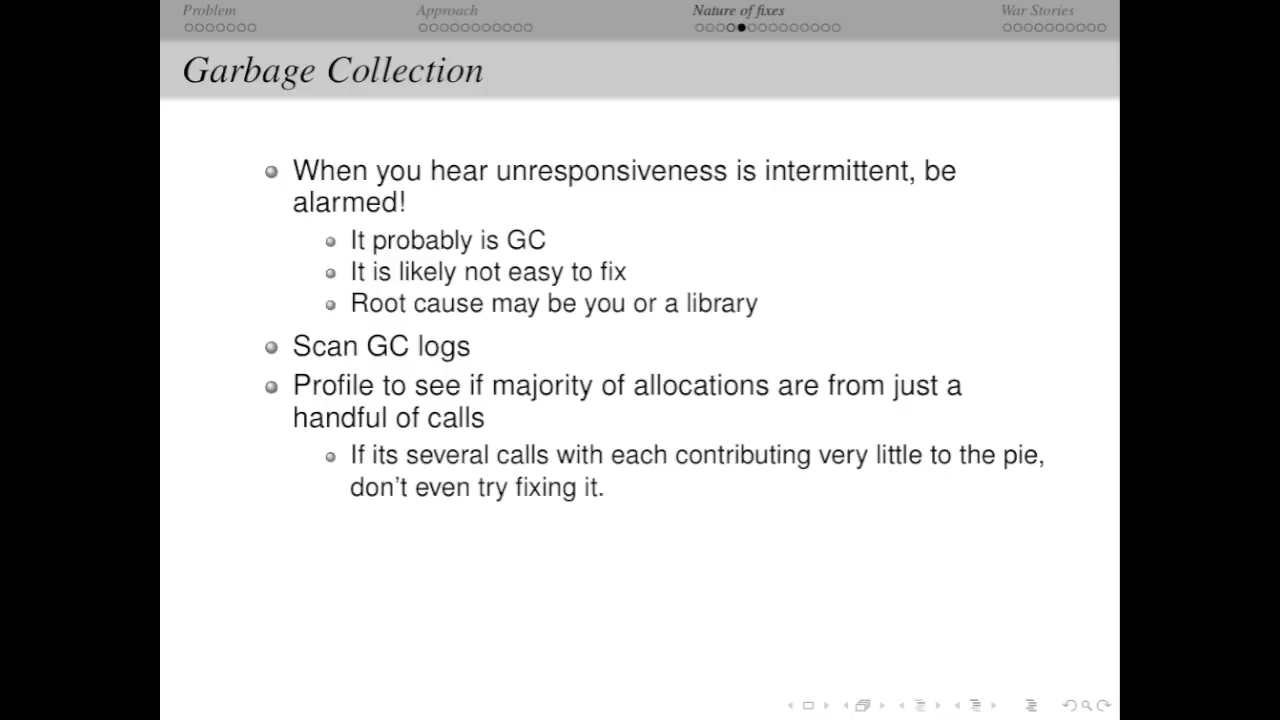 Problem Approach Nature of fixes War Stories
Garbage Collection
When you hear unresponsiveness is intermittent, be
alarmed!
It probably is GC
It is likely not easy to fix
Root cause may be you or a library
Scan GC logs
Profile to see if majority of allocations are from just a
handful of calls
If its several calls with each contributing very little to the pie,
don't even try fixing it.